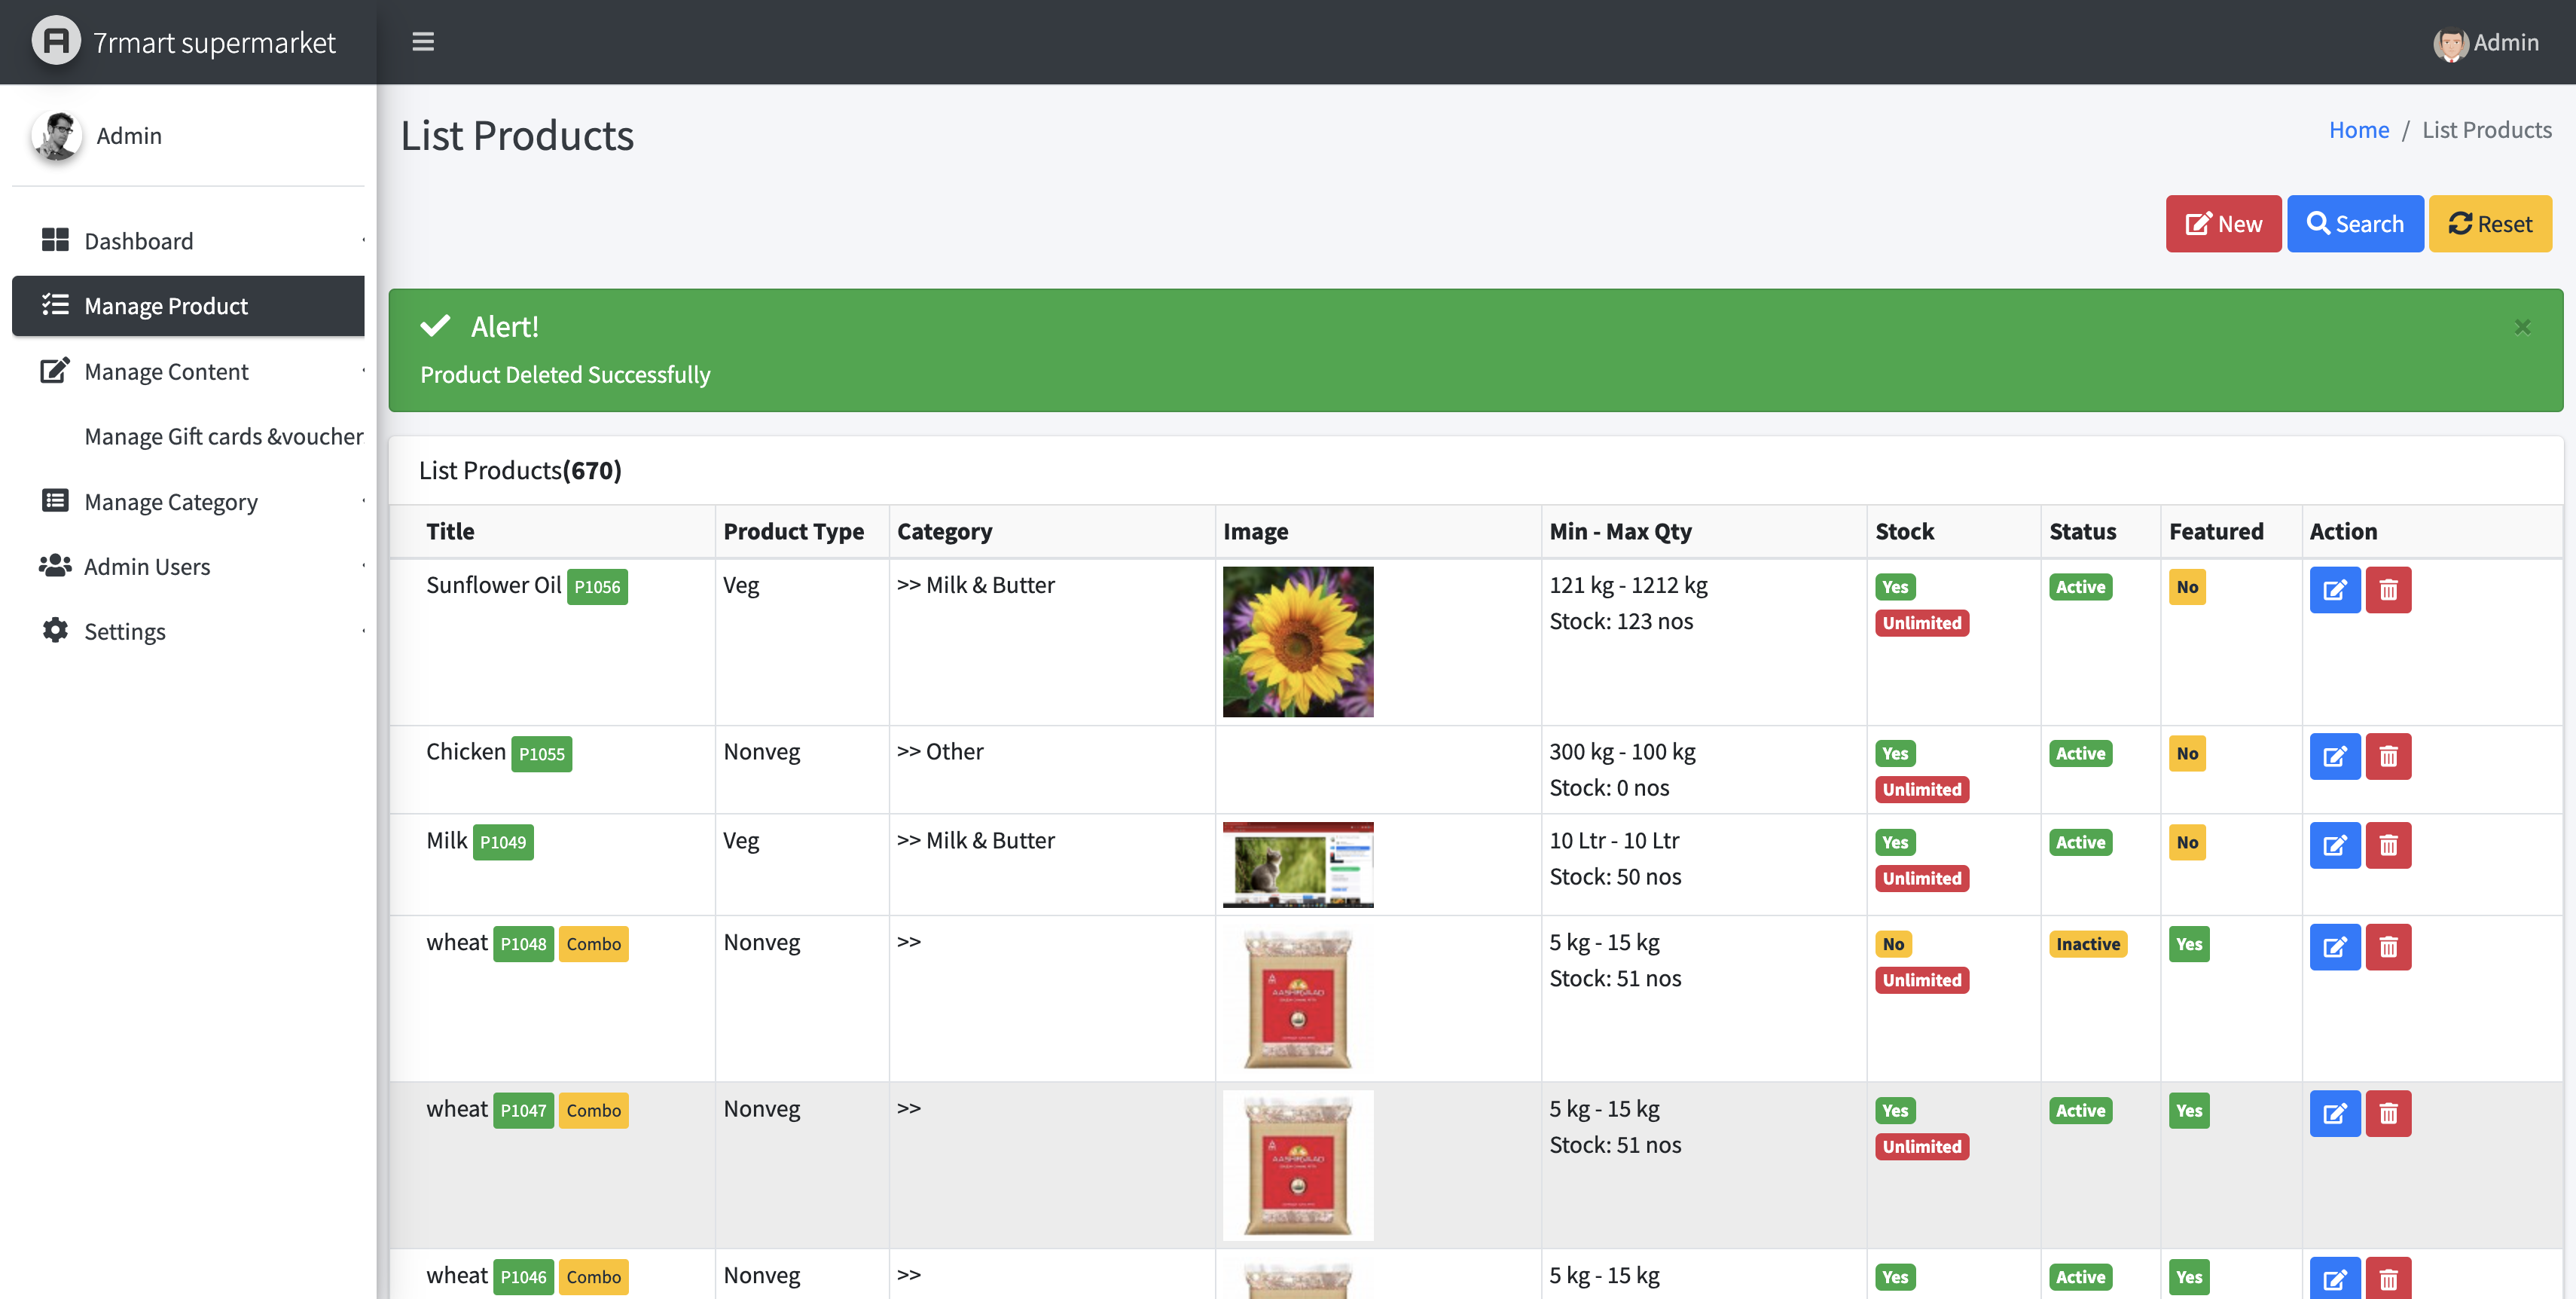 7rmart supermarket
Admin
Admin
Dashboard
Manage Product
Manage Content
Manage Gift cards &voucher
Manage Category
Admin Users
Settings
List Products
Home / List Products
New Search Reset
Alert!
×
Product Deleted Successfully
List Products(670)
Title Product Type Category Image Min - Max Qty Stock Status Featured Action
Sunflower Oil P1056 Veg >> Milk & Butter 121 kg - 1212 kg Yes Active No
Stock: 123 nos Unlimited
Chicken P1055 Nonveg >> Other 300 kg - 100 kg Yes Active No
Stock: 0 nos Unlimited
Milk P1049 Veg >> Milk & Butter 10 Ltr - 10 Ltr Yes Active No
Stock: 50 nos Unlimited
wheat P1048 Combo Nonveg >> 5 kg - 15 kg No Inactive Yes
Stock: 51 nos Unlimited
wheat P1047 Combo Nonveg >> 5 kg - 15 kg Yes Active Yes
Stock: 51 nos Unlimited
wheat P1046 Combo Nonveg >> 5 kg - 15 kg Yes Active Yes